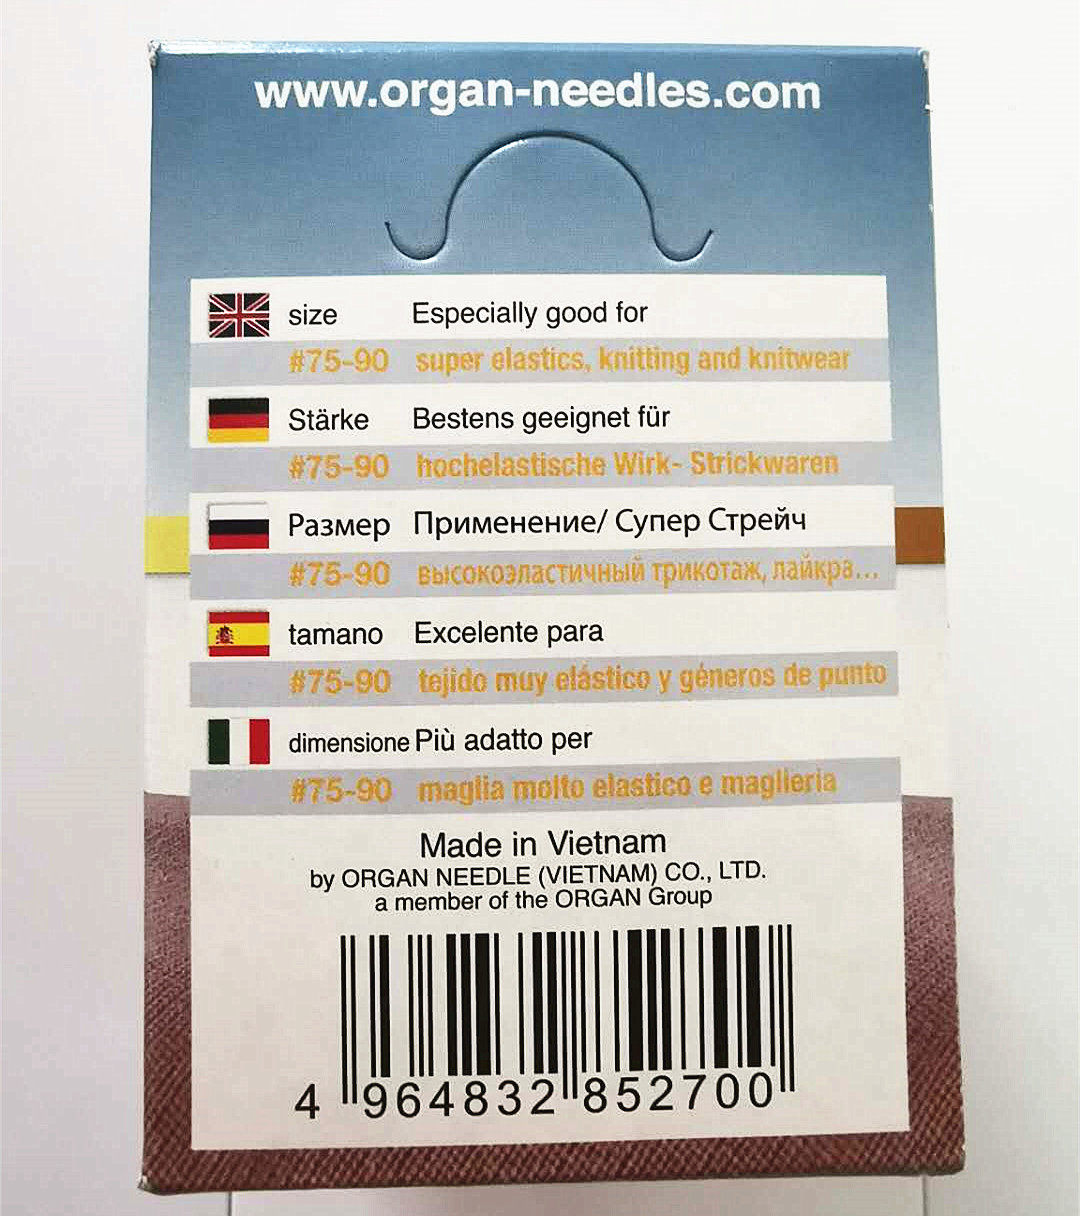 www.organ-needles.com
size Especially good for
#75-90 super elastics, knitting and knitwear
Stärke Bestens geeignet für
#75-90 hochelastische Wirk- Strickwaren
Размер Применение/ Супер Стрейч
#75-90 высокоэластичный трикотаж, лайкра...
tamano Excelente para
#75-90 tejido muy elástico y géneros de punto
dimensione Più adatto per
#75-90 maglia molto elastico e maglieria
Made in Vietnam
by ORGAN NEEDLE (VIETNAM) CO., LTD.
a member of the ORGAN Group
4 964832 852700